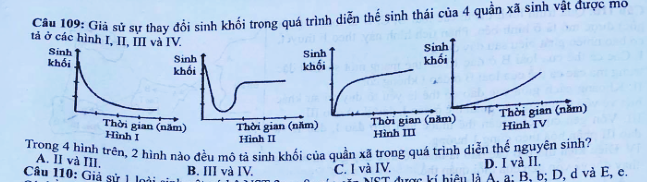 Câu 109: Giả sử sự thay đổi sinh khối trong quá trình diễn thế sinh thái của 4 quần xã sinh vật được mô
tả ở các hình I, II, III và IV.
Sinh khối
Thời gian (năm)
Hình I
Sinh khối
Thời gian (năm)
Hình II
Sinh khối
Thời gian (năm)
Hình III
Sinh khối
Thời gian (năm)
Hình IV
Trong 4 hình trên, 2 hình nào đều mô tả sinh khối của quần xã trong quá trình diễn thế nguyên sinh?
A. II và III. B. III và IV. C. I và IV. D. I và II.
Câu 110: Giả sử 1 loài NST được kí hiệu là A, a; B, b; D, d và E, e.